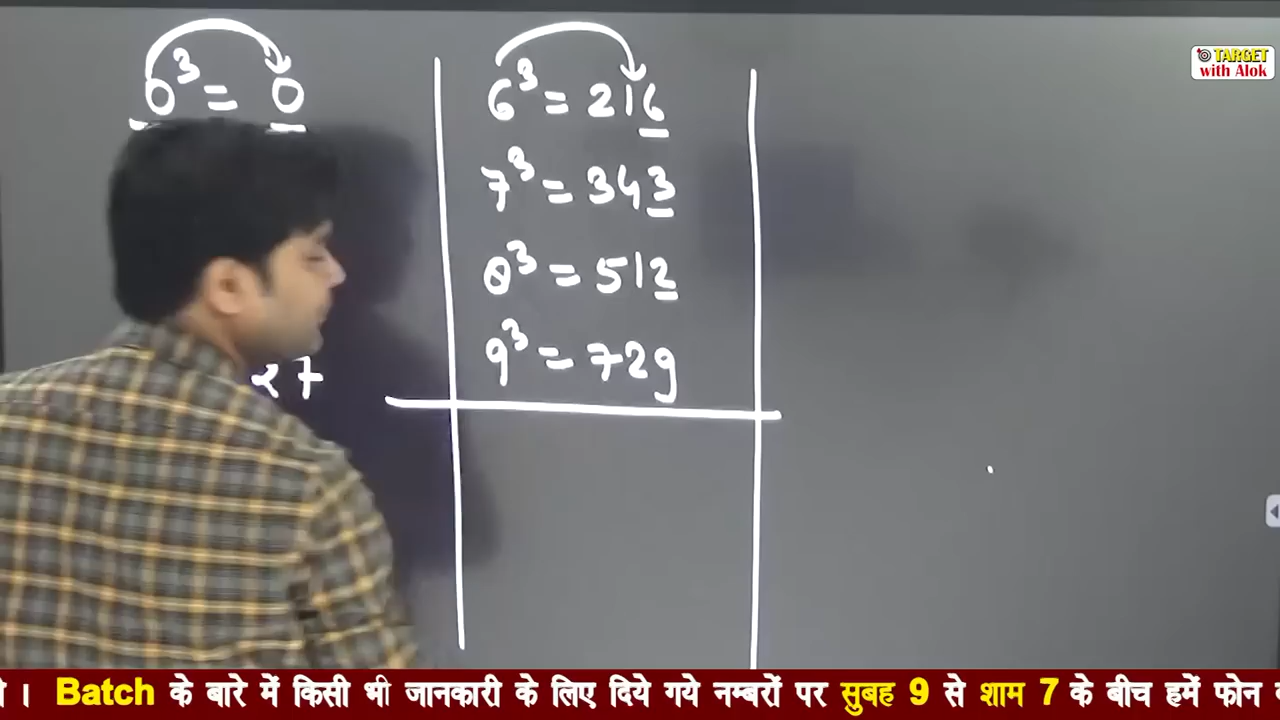 TARGET
with Alok
0³ = 0
27
6³ = 216
7³ = 343
8³ = 512
9³ = 729
। Batch के बारे में किसी भी जानकारी के लिए दिये गये नम्बरों पर सुबह 9 से शाम 7 के बीच हमें फोन